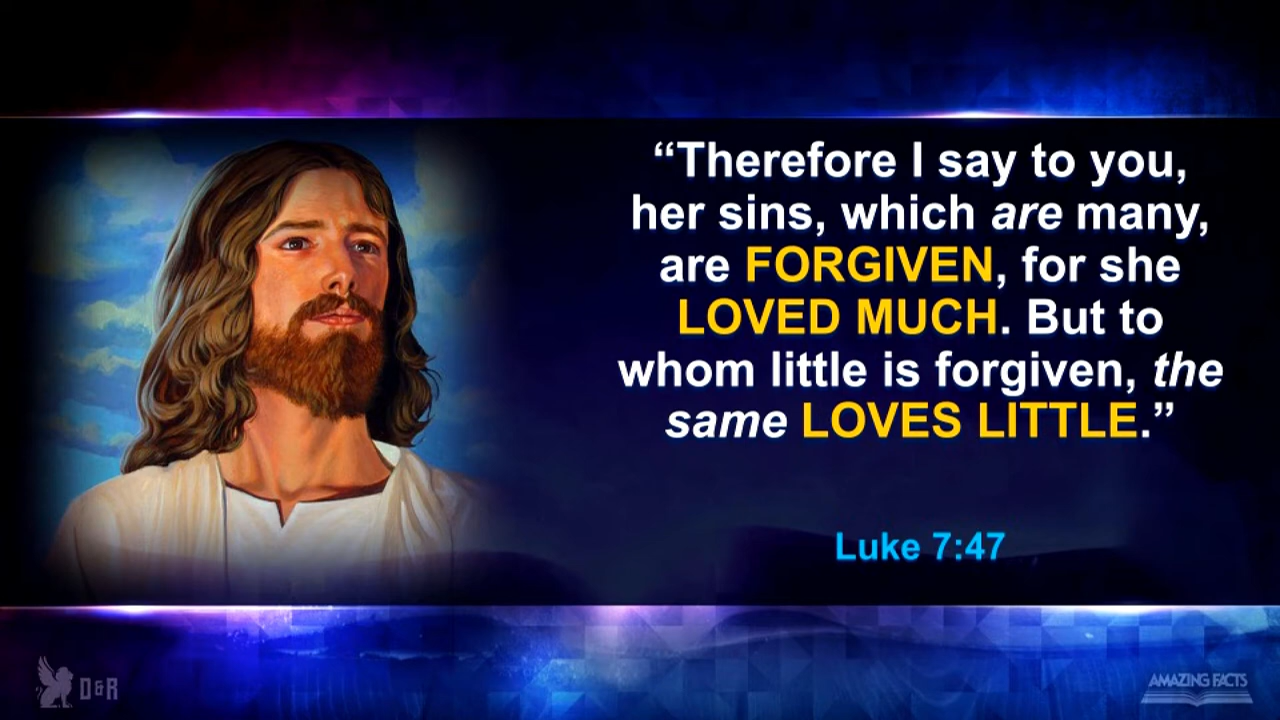 “Therefore I say to you,
her sins, which are many,
are FORGIVEN, for she
LOVED MUCH. But to
whom little is forgiven, the
same LOVES LITTLE.”
Luke 7:47
D&R
AMAZING FACTS